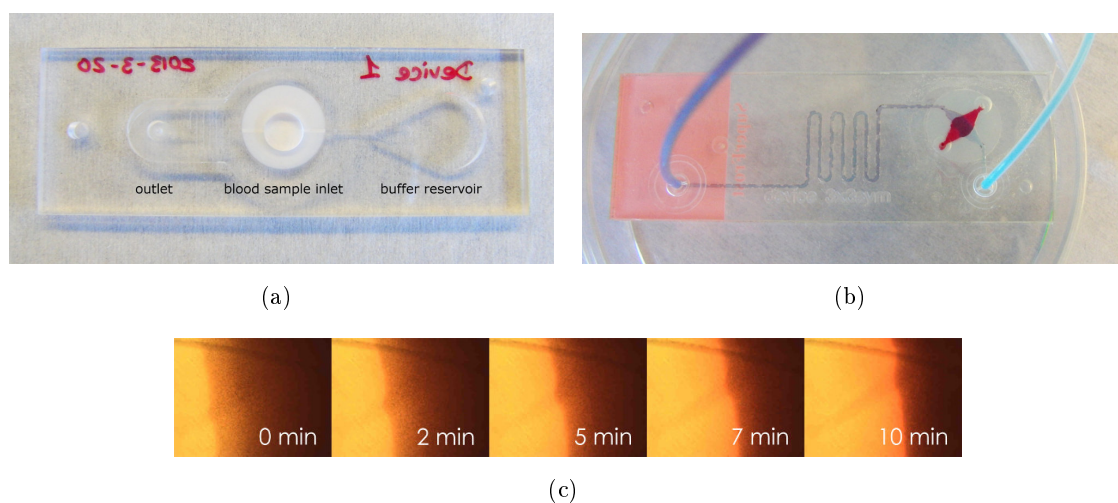 2013-3-20
Device 1
outlet
blood sample inlet
buffer reservoir
(a)
(b)
0 min
2 min
5 min
7 min
10 min
(c)